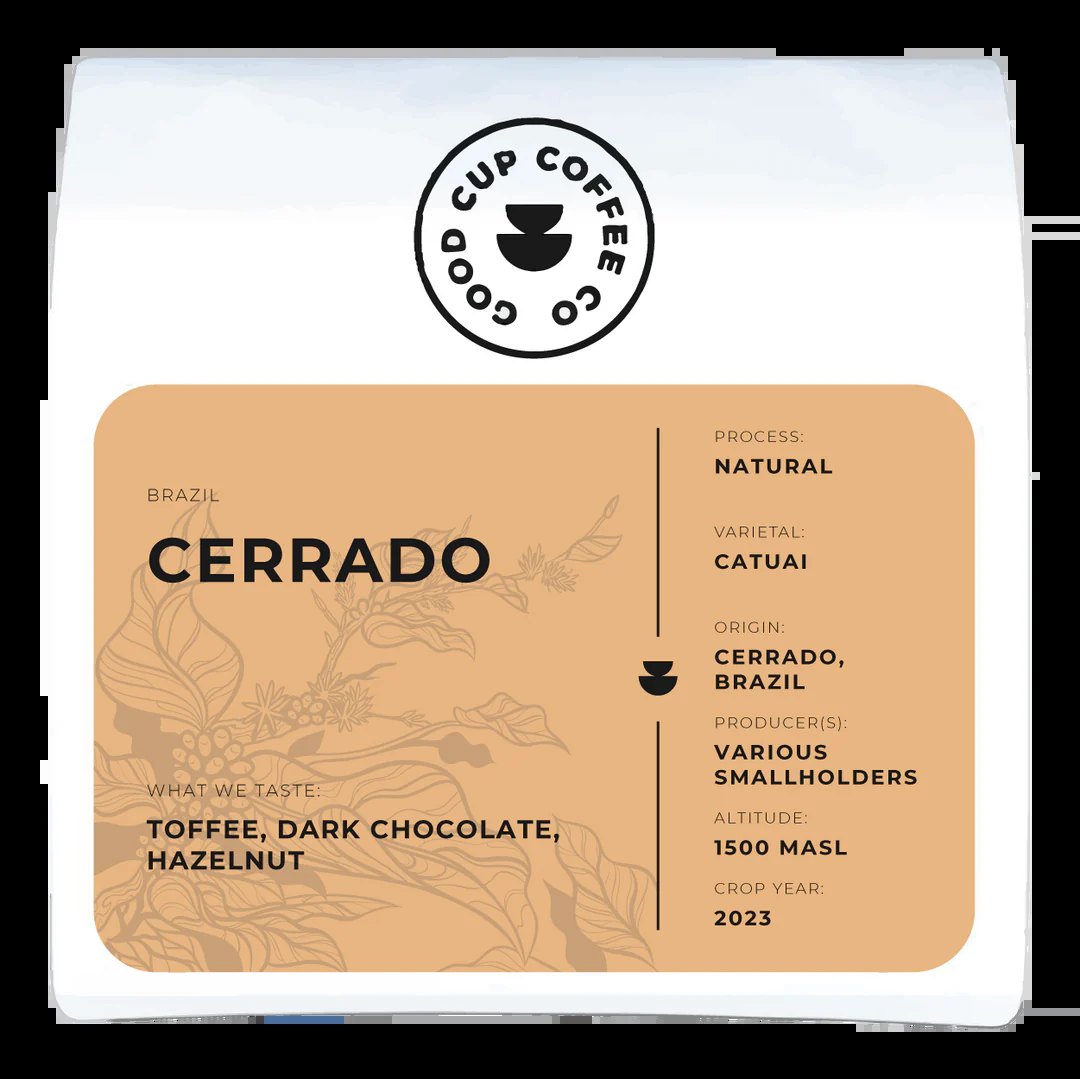 GOOD CUP COFFEE CO
BRAZIL
CERRADO
WHAT WE TASTE:
TOFFEE, DARK CHOCOLATE,
HAZELNUT
PROCESS:
NATURAL
VARIETAL:
CATUAI
ORIGIN:
CERRADO,
BRAZIL
PRODUCER(S):
VARIOUS
SMALLHOLDERS
ALTITUDE:
1500 MASL
CROP YEAR:
2023